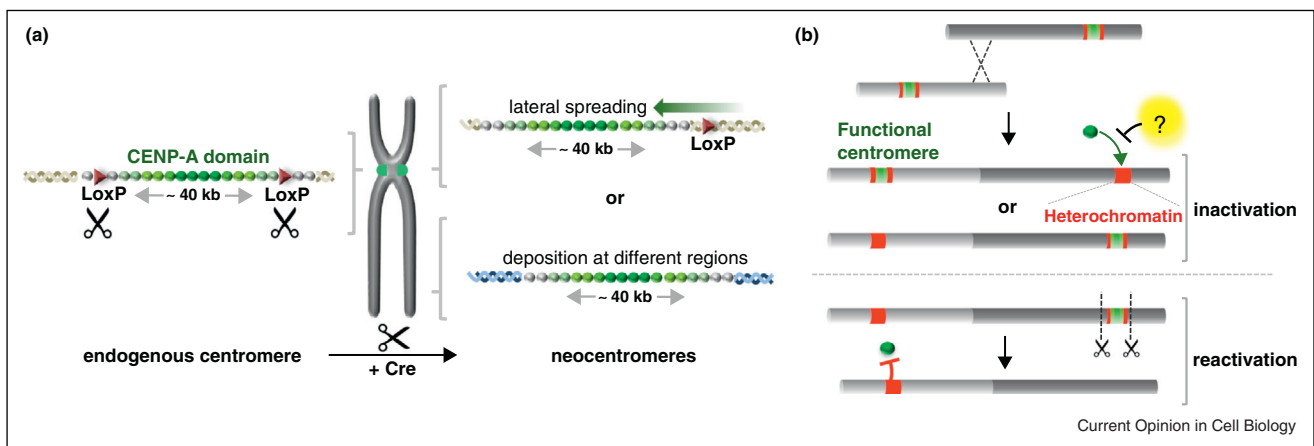 (a)
CENP-A domain
LoxP
LoxP
~ 40 kb
endogenous centromere
+ Cre
lateral spreading
~ 40 kb
LoxP
or
deposition at different regions
~ 40 kb
neocentromeres
(b)
Functional
centromere
?
or
Heterochromatin
inactivation
reactivation
Current Opinion in Cell Biology